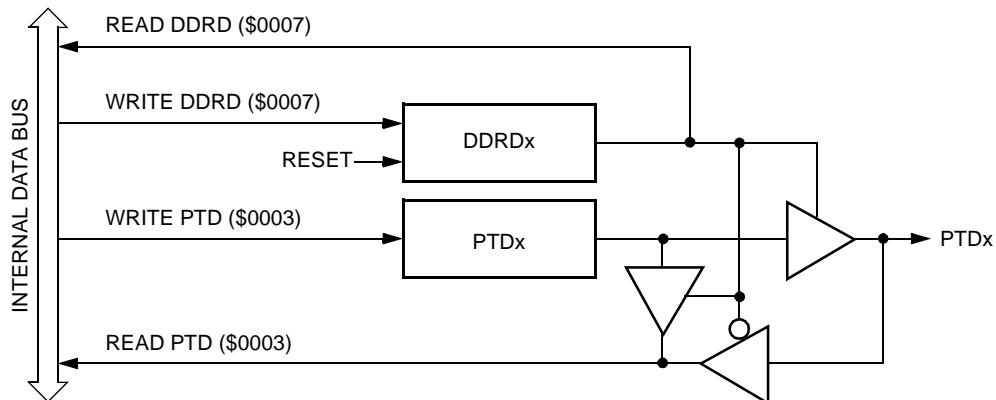 READ DDRD ($0007)
WRITE DDRD ($0007)
DDRDx
RESET
WRITE PTD ($0003)
PTDx
PTDx
READ PTD ($0003)
INTERNAL DATA BUS